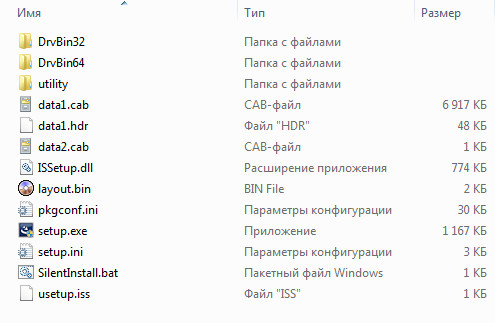 Имя Тип Размер
DrvBin32 Папка с файлами
DrvBin64 Папка с файлами
utility Папка с файлами
data1.cab CAB-файл 6 917 КБ
data1.hdr Файл "HDR" 48 КБ
data2.cab CAB-файл 1 КБ
ISSetup.dll Расширение приложения 774 КБ
layout.bin BIN File 2 КБ
pkgconf.ini Параметры конфигурации 30 КБ
setup.exe Приложение 1 167 КБ
setup.ini Параметры конфигурации 3 КБ
SilentInstall.bat Пакетный файл Windows 1 КБ
usetup.iss Файл "ISS" 1 КБ